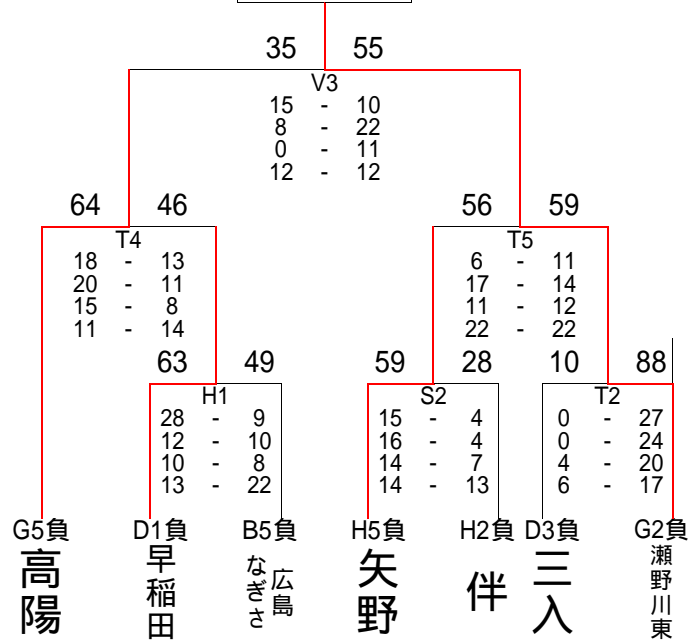 35 55
V3
15 - 10
8 - 22
0 - 11
12 - 12
64 46
T4
18 - 13
20 - 11
15 - 8
11 - 14
56 59
T5
6 - 11
17 - 14
11 - 12
22 - 22
63 49
H1
28 - 9
12 - 10
10 - 8
13 - 22
59 28
S2
15 - 4
16 - 4
14 - 7
14 - 13
10 88
T2
0 - 27
0 - 24
4 - 20
6 - 17
G5負 D1負 B5負 H5負 H2負 D3負 G2負
高陽
早稲田
広島
なぎさ
矢野
伴
三入
瀬野川東